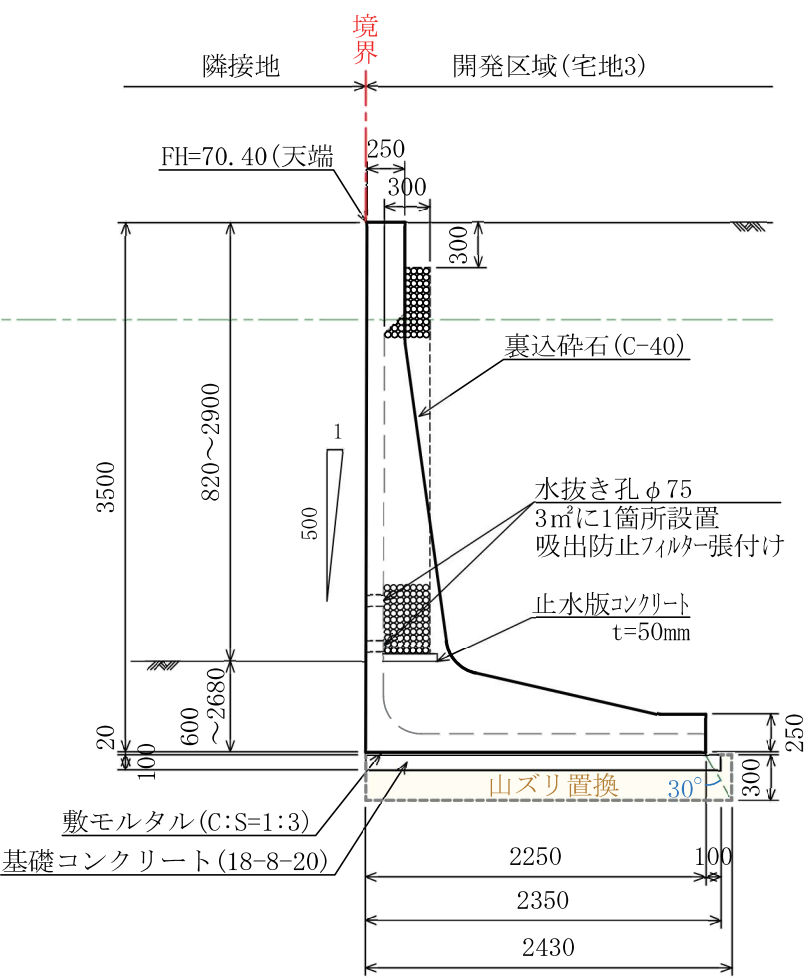 境界
隣接地
開発区域(宅地3)
FH=70.40(天端
250
300
300
裏込砕石(C-40)
820～2900
3500
1
500
水抜き孔φ75
3㎡に1箇所設置
吸出防止フィルター張付け
止水版コンクリート
t=50mm
600
～2680
20
100
250
300
山ズリ置換
30°
敷モルタル(C:S=1:3)
基礎コンクリート(18-8-20)
2250
100
2350
2430